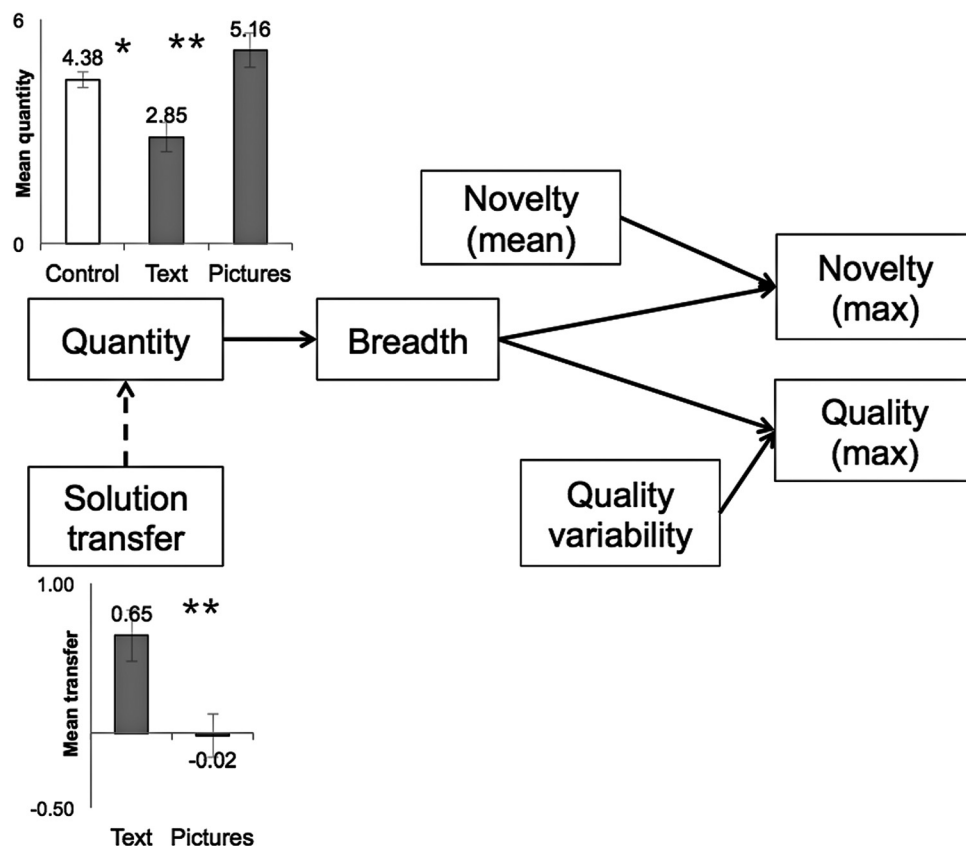 6
Mean quantity
0
4.38
*
2.85
**
5.16
Control Text Pictures
Novelty
(mean)
Novelty
(max)
Quantity
Breadth
Quality
(max)
Solution
transfer
Quality
variability
1.00
Mean transfer
-0.50
0.65
**
-0.02
Text Pictures